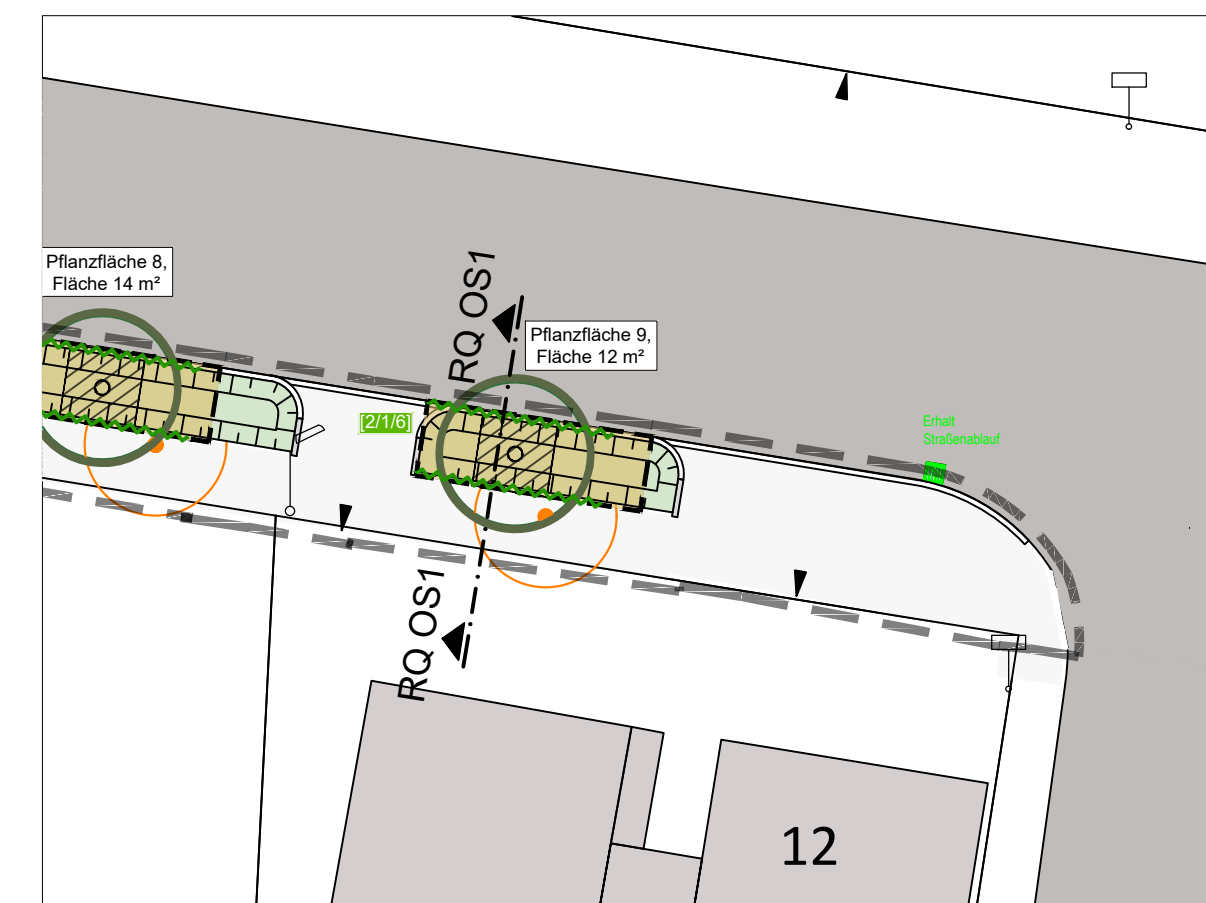 Pflanzfläche 8,
Fläche 14 m²
RQ OS1
Pflanzfläche 9,
Fläche 12 m²
[2/1/6]
Erhalt
Straßenablauf
RQ OS1
12